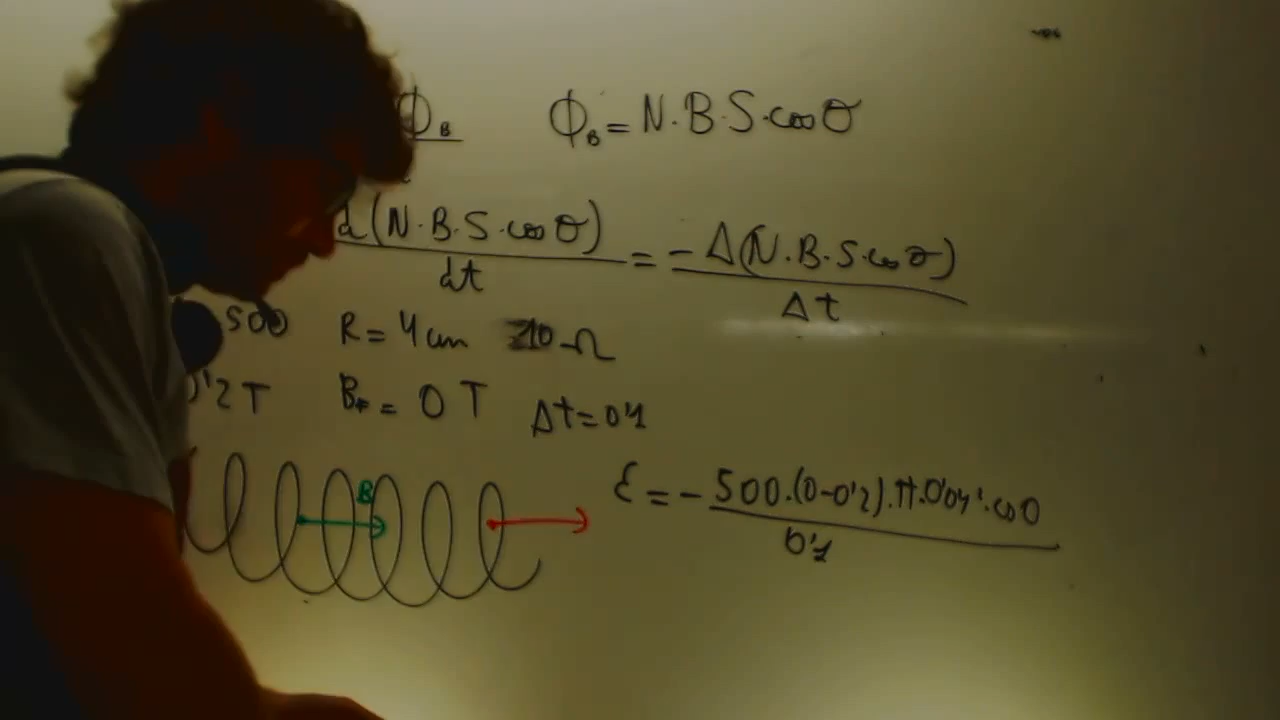 Φ_B Φ_B = N·B·S·cos θ
d(N·B·S·cos θ) / dt = -Δ(N·B·S·cos θ) / Δt
500 R = 4 cm 10 Ω
0'2 T B_F = 0 T Δt = 0'1
B
ε = - 500·(0-0'2)·π·0'04²·cos 0 / 0'1